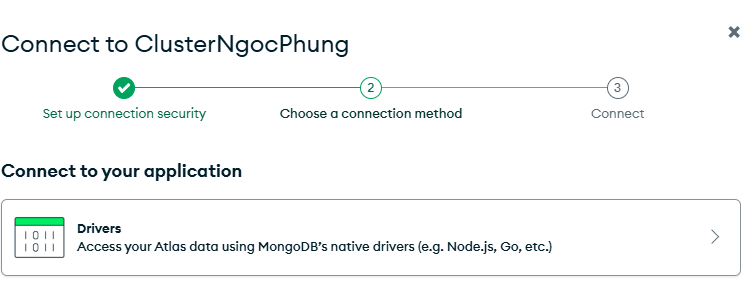 Connect to ClusterNgocPhung
2
3
Set up connection security
Choose a connection method
Connect
Connect to your application
1011
1011
Drivers
Access your Atlas data using MongoDB's native drivers (e.g. Node.js, Go, etc.)